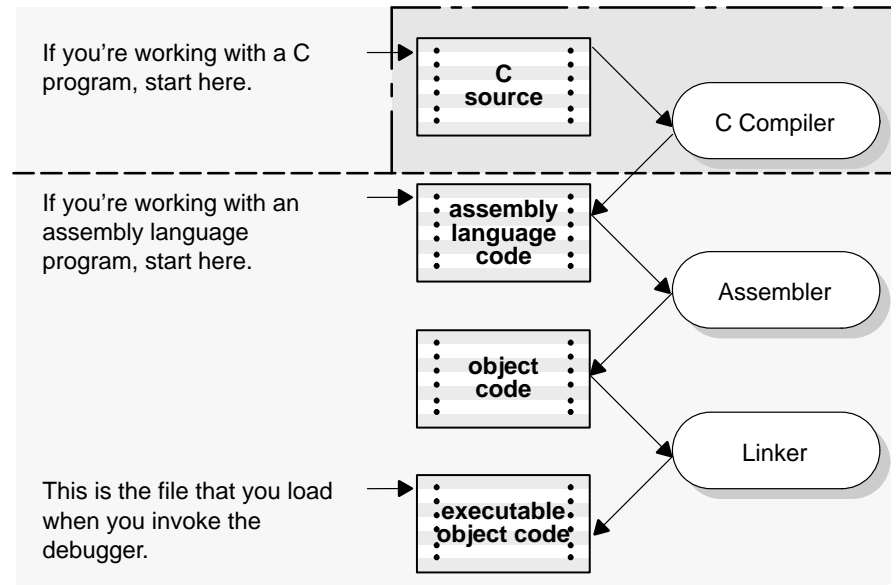 If you're working with a C
program, start here.
C
source
C Compiler
If you're working with an
assembly language
program, start here.
assembly
language
code
Assembler
object
code
Linker
This is the file that you load
when you invoke the
debugger.
executable
object code